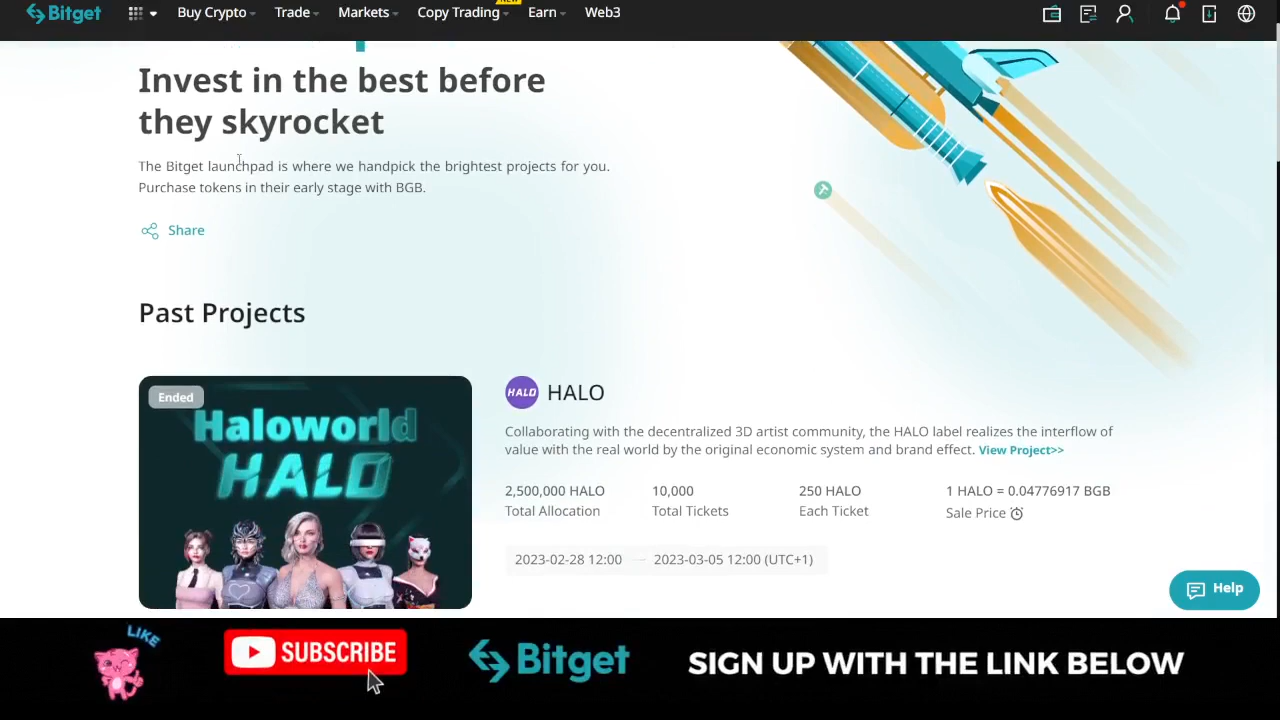 Bitget Buy Crypto Trade Markets Copy Trading NEW Earn Web3
Invest in the best before
they skyrocket
The Bitget launchpad is where we handpick the brightest projects for you.
Purchase tokens in their early stage with BGB.
Share
Past Projects
Ended
Haloworld
HALO
HALO HALO
Collaborating with the decentralized 3D artist community, the HALO label realizes the interflow of
value with the real world by the original economic system and brand effect. View Project>>
2,500,000 HALO 10,000 250 HALO 1 HALO = 0.04776917 BGB
Total Allocation Total Tickets Each Ticket Sale Price
2023-02-28 12:00 — 2023-03-05 12:00 (UTC+1)
Help
LIKE
SUBSCRIBE
Bitget
SIGN UP WITH THE LINK BELOW